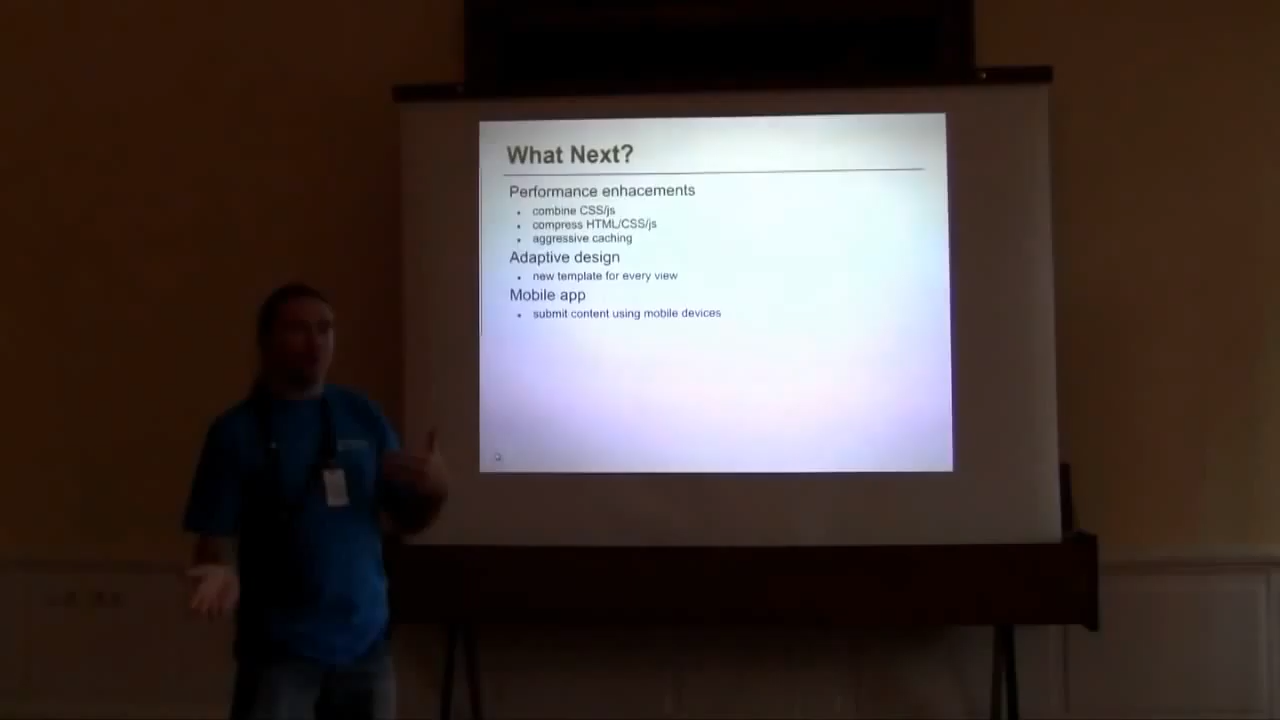 What Next?
Performance enhacements
• combine CSS/js
• compress HTML/CSS/js
• aggressive caching
Adaptive design
• new template for every view
Mobile app
• submit content using mobile devices